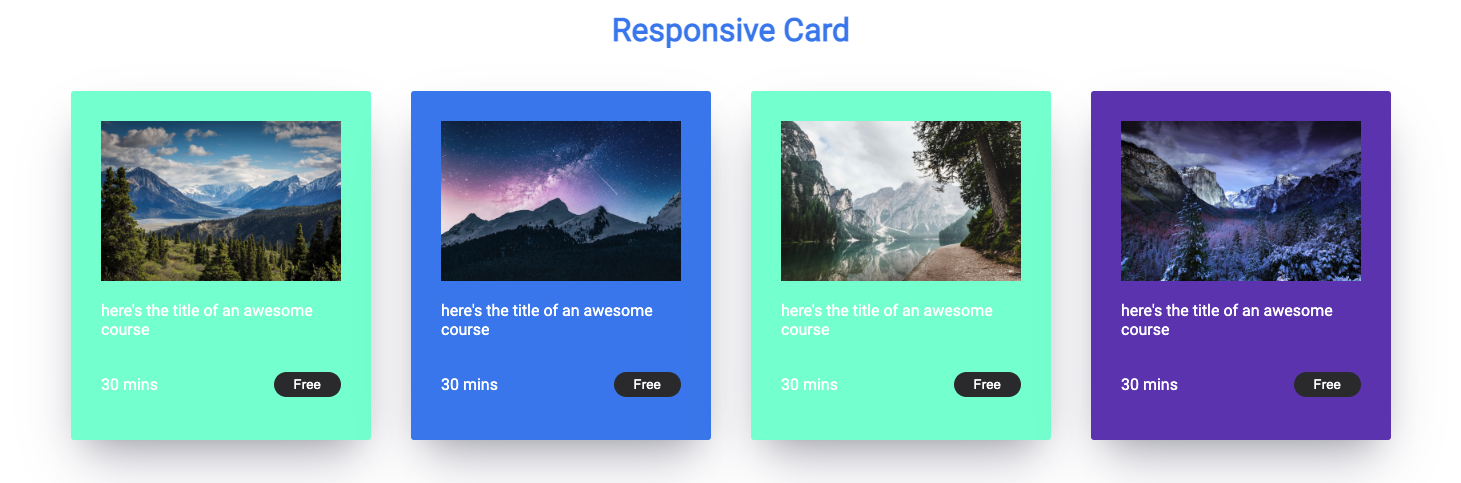 Responsive Card
here's the title of an awesome
course
30 mins
Free
here's the title of an awesome
course
30 mins
Free
here's the title of an awesome
course
30 mins
Free
here's the title of an awesome
course
30 mins
Free